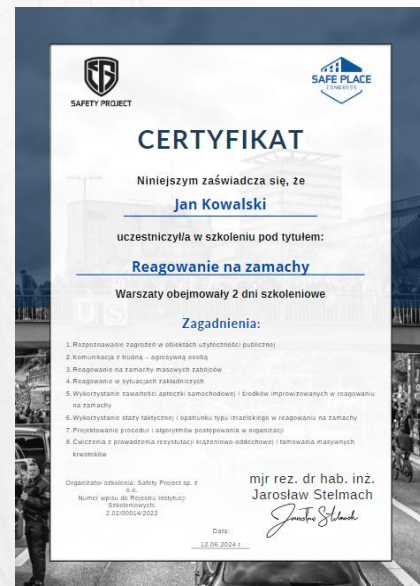 SAFETY PROJECT
SAFE PLACE
CONGRESS
CERTYFIKAT
Niniejszym zaświadcza się, że
Jan Kowalski
uczestniczył/a w szkoleniu pod tytułem:
Reagowanie na zamachy
Warszaty obejmowały 2 dni szkoleniowe
Zagadnienia:
1.Rozpoznawanie zagrożeń w obiektach użyteczności publicznej
2.Komunikacja z trudną – agresywną osobą
3.Reagowanie na zamachy masowych zabójców
4.Reagowanie w sytuacjach zakładniczych
5.Wykorzystanie zawartości apteczki samochodowej i środków improwizowanych w reagowaniu
na zamachy
6.Wykorzystanie stazy taktycznej i opatrunku typu izraelskiego w reagowaniu na zamachy
7.Projektowanie procedur i algorytmów postępowania w organizacji
8.Ćwiczenia z prowadzenia resystutacji krążeniowo-oddechowej i tamowania masywnych
krwotoków
Organizator szkolenia: Safety Project sp. z
o.o.
Numer wpisu do Rejestru Instytucji
Szkoleniowych:
2.02/00014/2022
mjr rez. dr hab. inż.
Jarosław Stelmach
Jarosław Stelmach
Data:
12.06.2024 r.